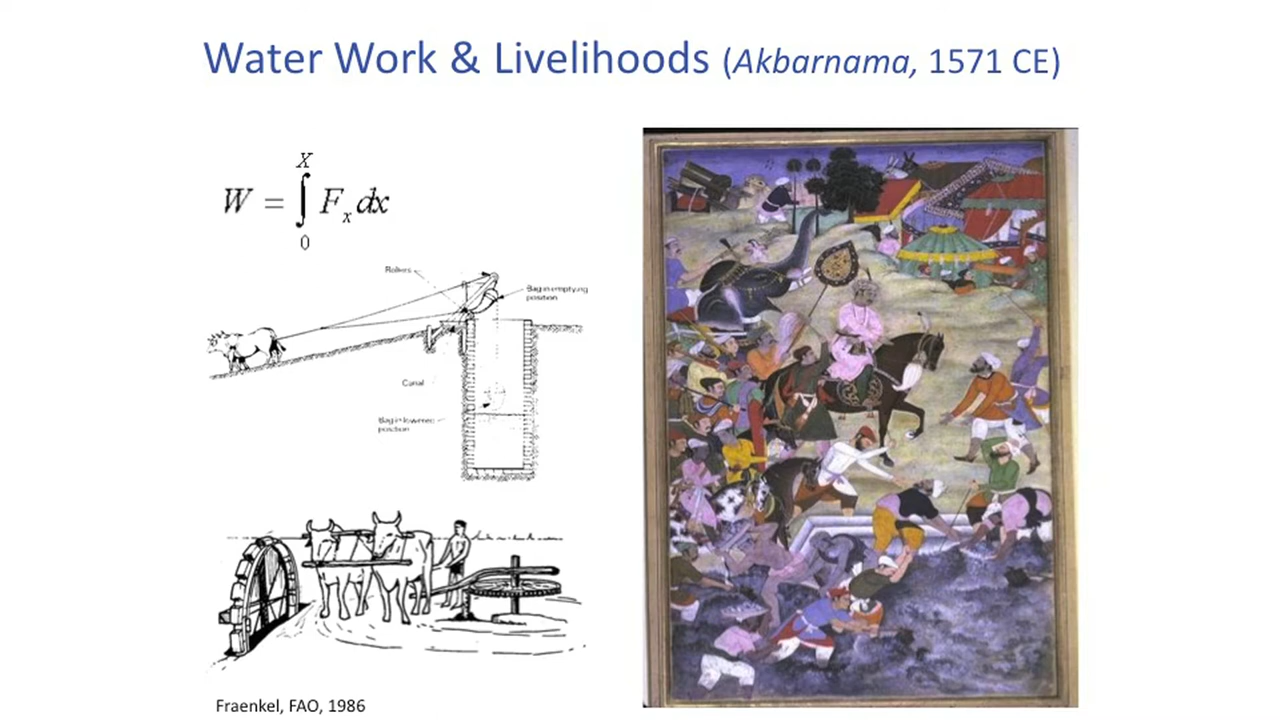 Water Work & Livelihoods (Akbarnama, 1571 CE)
X
W = ∫ Fₓ dx
0
Rollers
Bag in emptying
position
Canal
Bag in lowered
position
Fraenkel, FAO, 1986